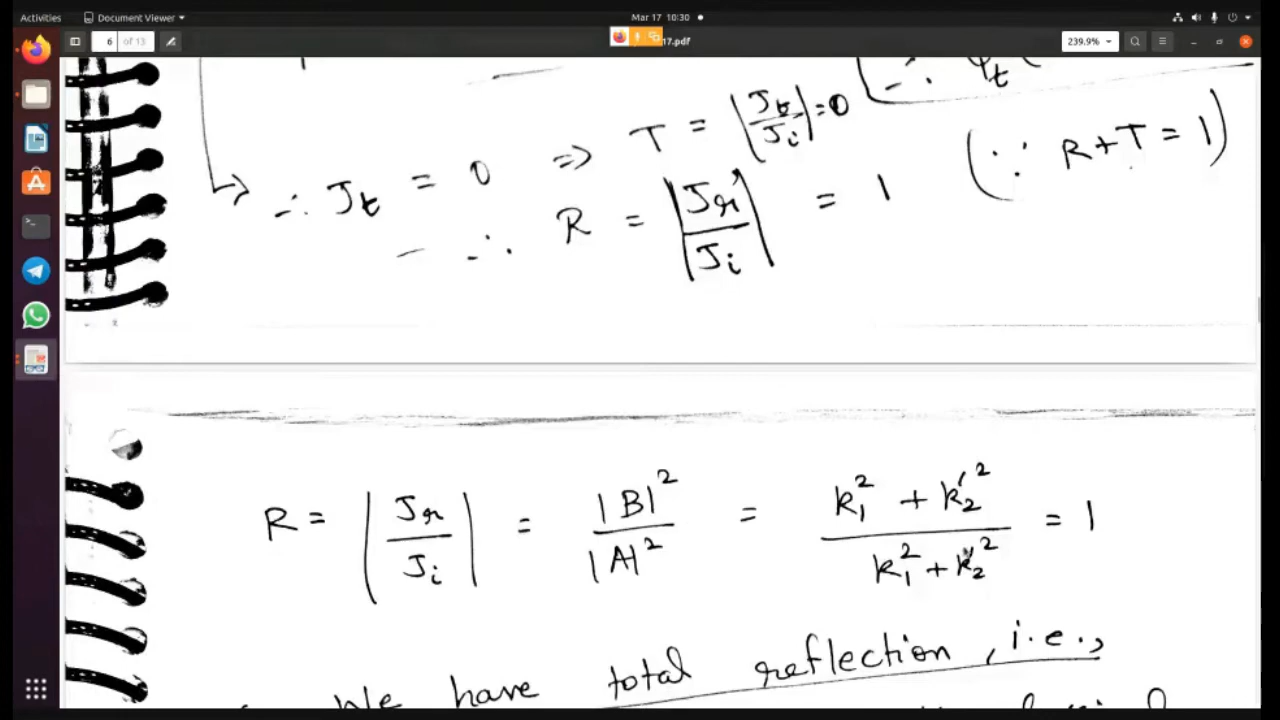 Activities Document Viewer Mar 17 10:30
6 of 13 17.pdf 239.9%
∴ ψt
∴ Jt = 0 ⇒ T = |Jt/Ji| = 0
∴ R = |Jr/Ji| = 1 (∵ R+T = 1)
R = |Jr/Ji| = |B|²/|A|² = (k₁² + k₂'²)/(k₁² + k₂'²) = 1
We have total reflection, i.e.,